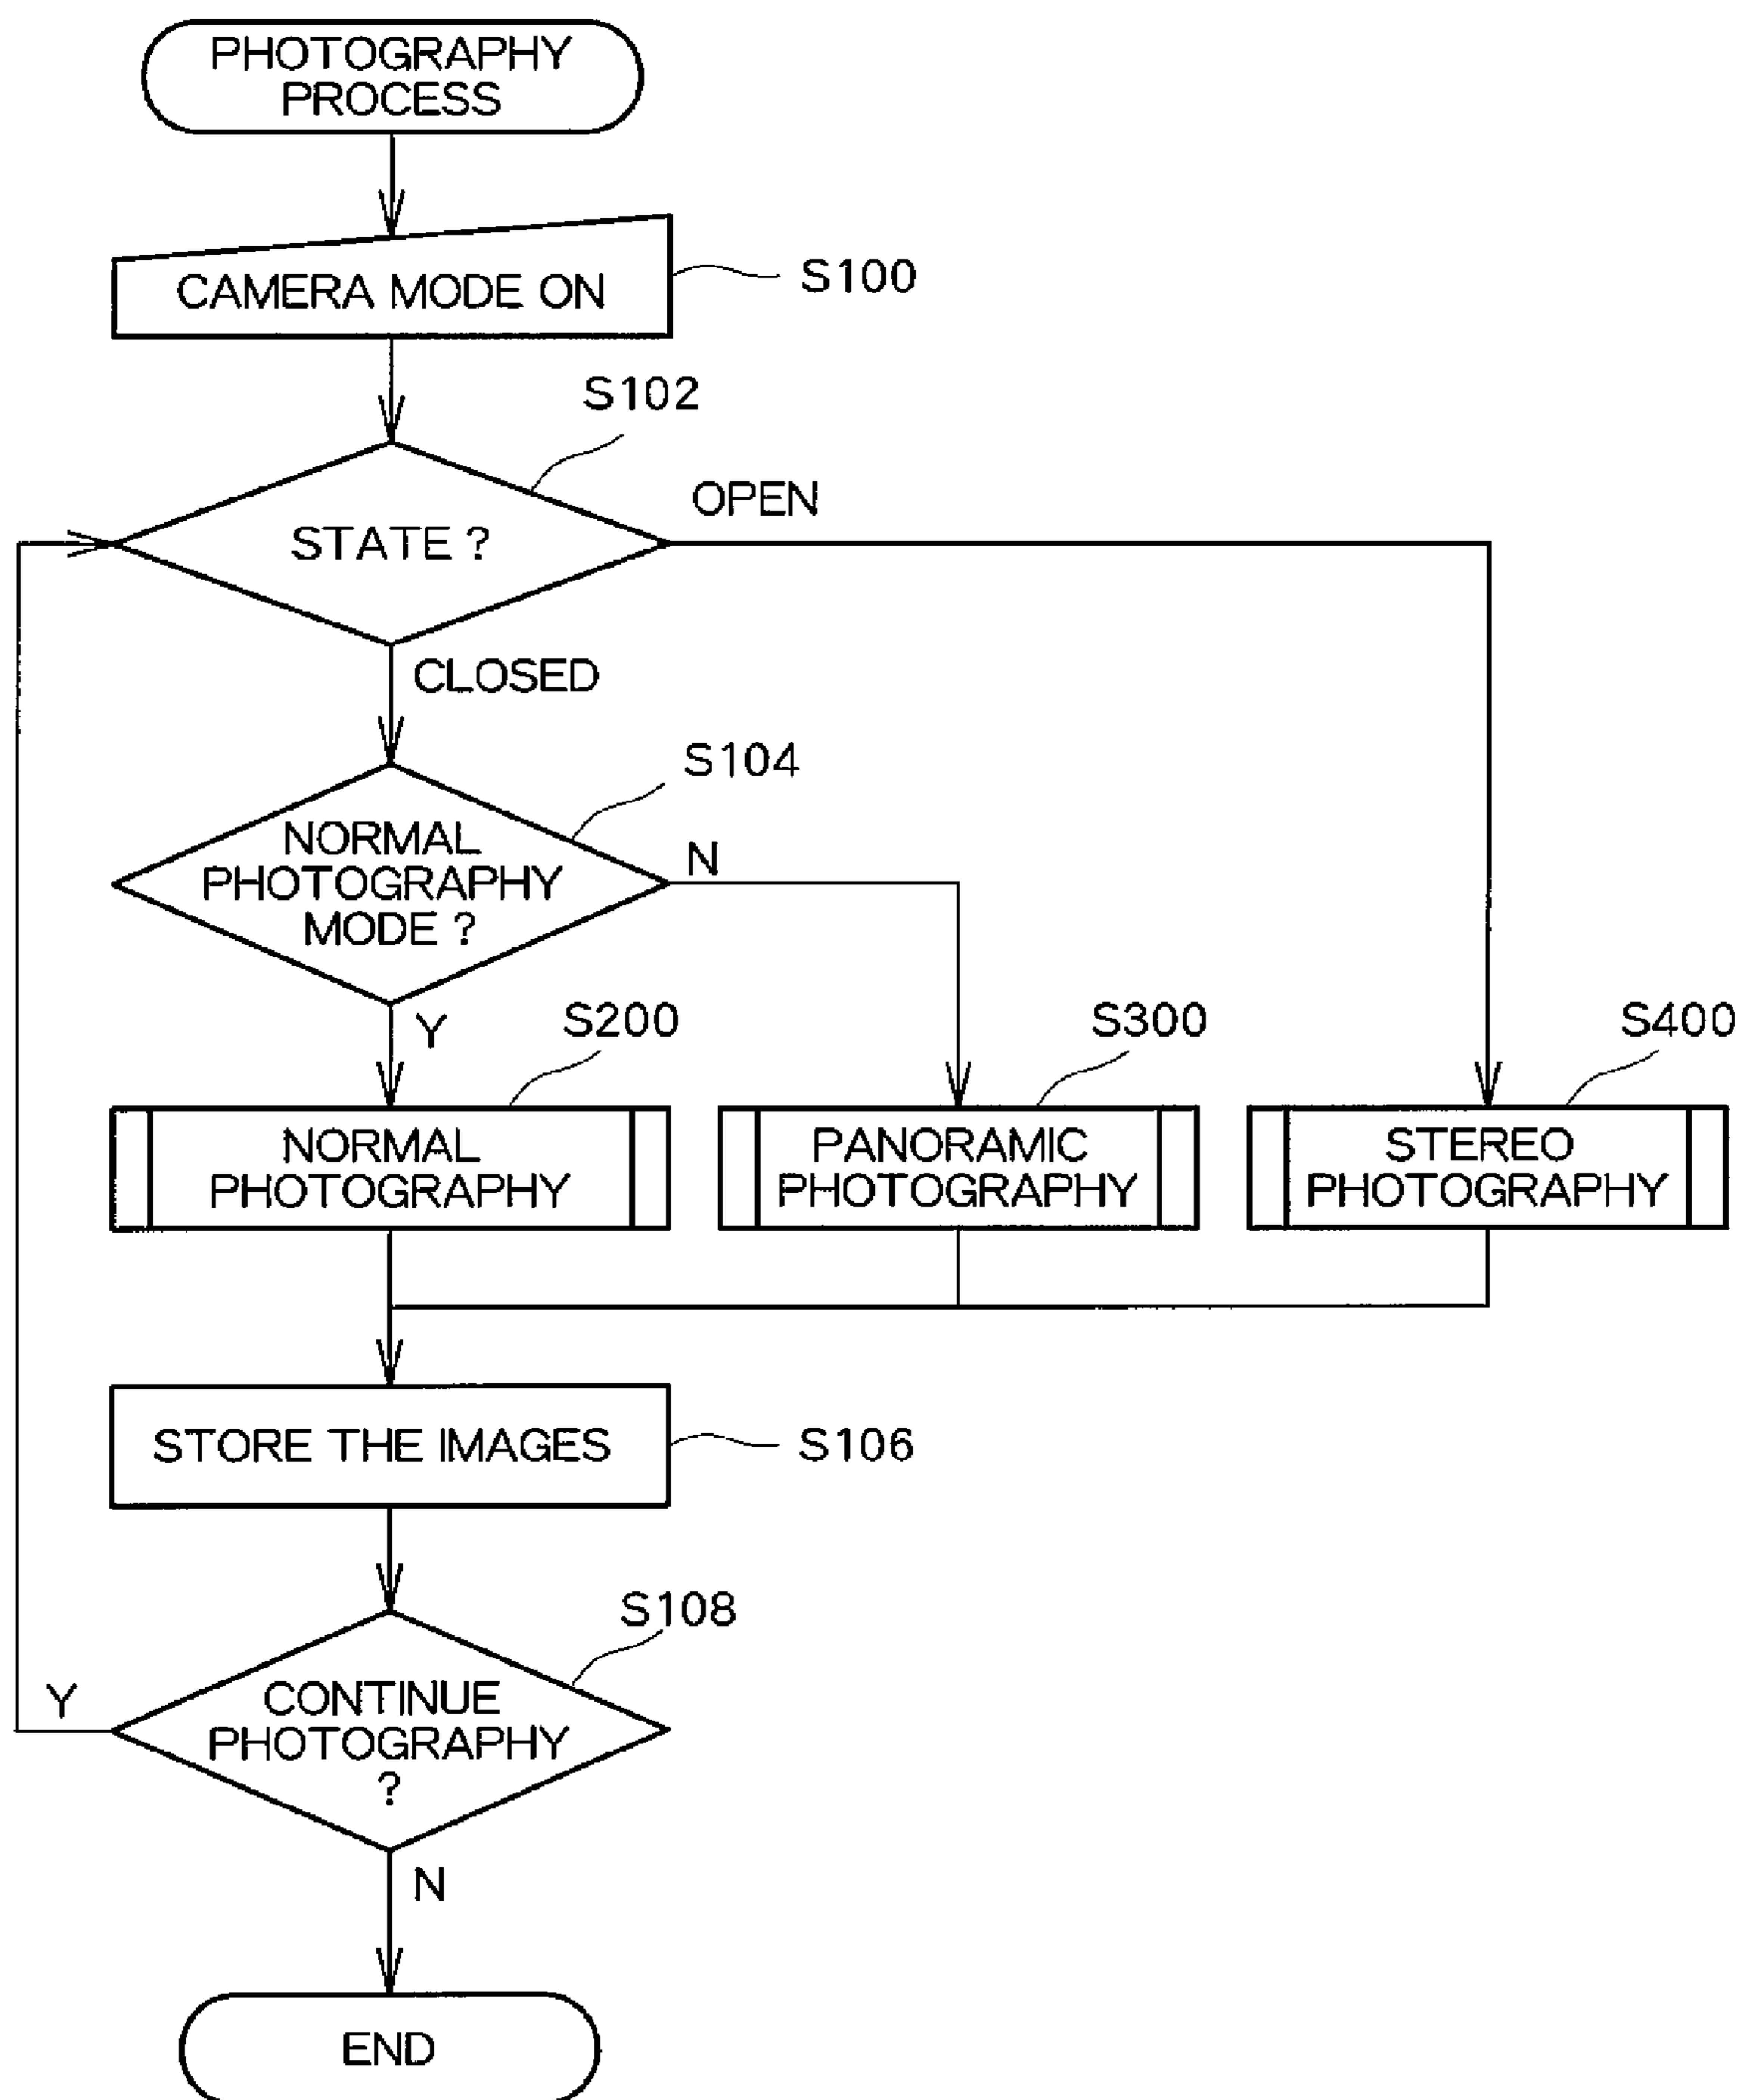 PHOTOGRAPHY
PROCESS
CAMERA MODE ON
S100
S102
OPEN
STATE ?
CLOSED
S104
NORMAL
PHOTOGRAPHY
MODE ?
N
Y
S200
S300
S400
NORMAL
PHOTOGRAPHY
PANORAMIC
PHOTOGRAPHY
STEREO
PHOTOGRAPHY
STORE THE IMAGES
S106
S108
Y
CONTINUE
PHOTOGRAPHY
?
N
END